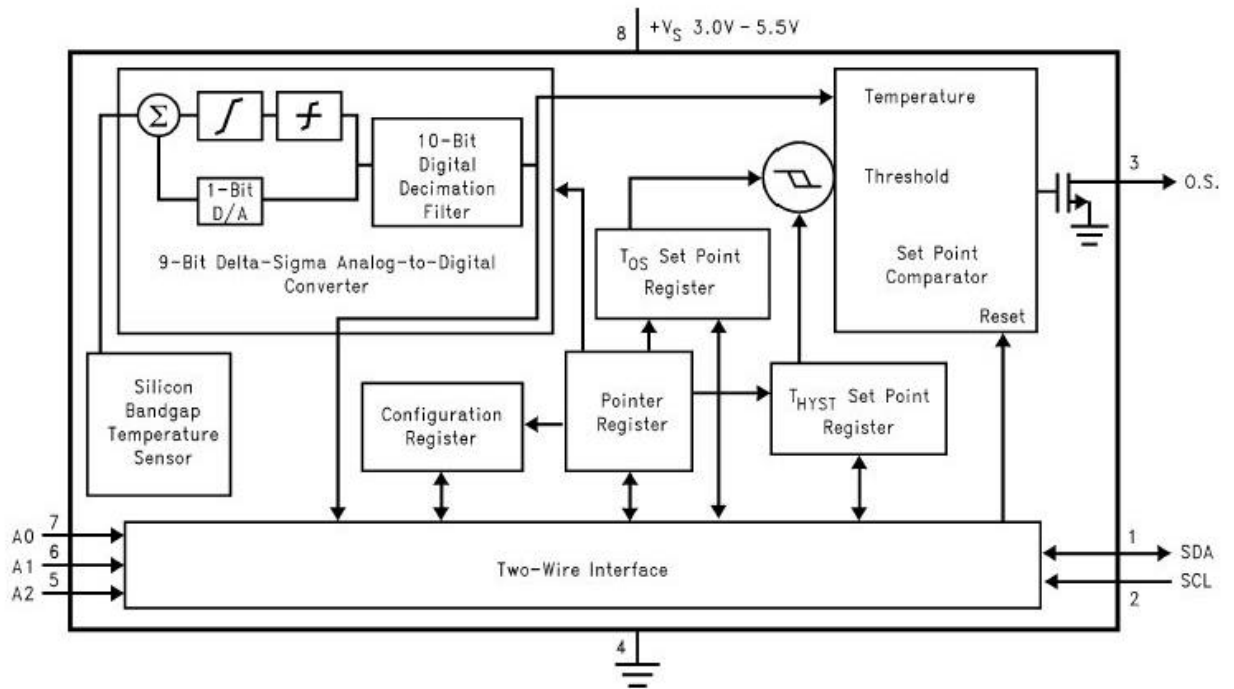 8
+VS 3.0V – 5.5V
Σ
1-Bit
D/A
10-Bit
Digital
Decimation
Filter
9-Bit Delta-Sigma Analog-to-Digital
Converter
Temperature
Threshold
Set Point
Comparator
Reset
3
O.S.
TOS Set Point
Register
Silicon
Bandgap
Temperature
Sensor
Configuration
Register
Pointer
Register
THYST Set Point
Register
A0
7
A1
6
A2
5
Two-Wire Interface
1
SDA
SCL
2
4